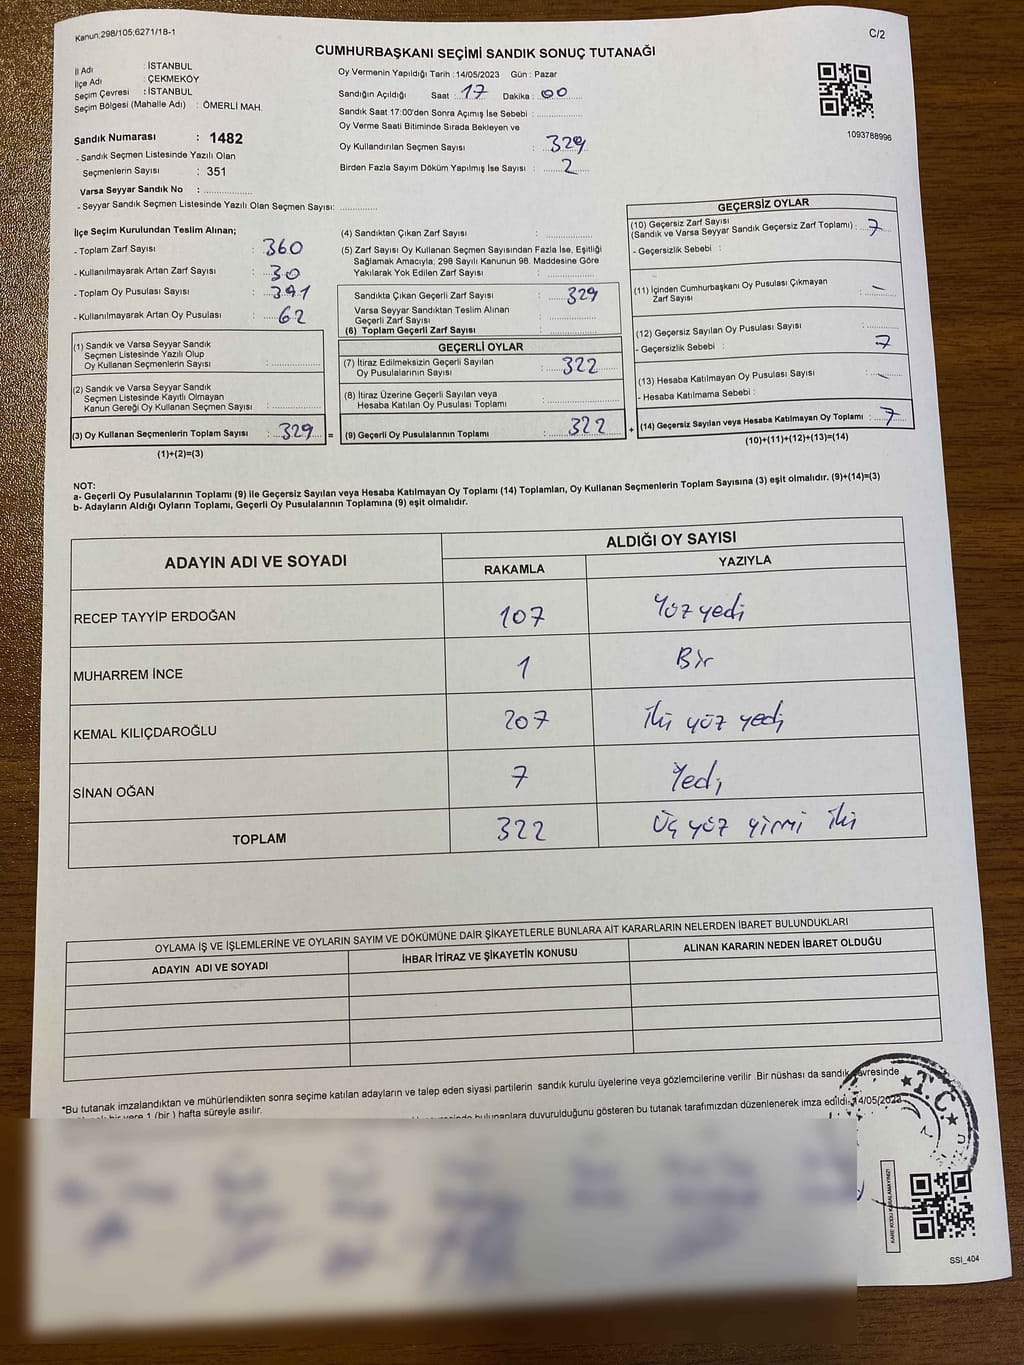 Kanun:298/105;6271/18-1
C/2
CUMHURBAŞKANI SEÇİMİ SANDIK SONUÇ TUTANAĞI
İl Adı : İSTANBUL
İlçe Adı : ÇEKMEKÖY
Seçim Çevresi : İSTANBUL
Seçim Bölgesi (Mahalle Adı) : ÖMERLİ MAH.
Sandık Numarası : 1482
- Sandık Seçmen Listesinde Yazılı Olan
Seçmenlerin Sayısı : 351
Varsa Seyyar Sandık No : ..............
- Seyyar Sandık Seçmen Listesinde Yazılı Olan Seçmen Sayısı: ............
Oy Vermenin Yapıldığı Tarih :14/05/2023 Gün : Pazar
Sandığın Açıldığı Saat : 17 Dakika : 00
Sandık Saat 17:00'den Sonra Açımış İse Sebebi : ..............
Oy Verme Saati Bitiminde Sırada Bekleyen ve
Oy Kullandırılan Seçmen Sayısı : 329
Birden Fazla Sayım Döküm Yapılmış İse Sayısı : 2
1093788996
İlçe Seçim Kurulundan Teslim Alınan;
- Toplam Zarf Sayısı : 360
- Kullanılmayarak Artan Zarf Sayısı : 30
- Toplam Oy Pusulası Sayısı : 391
- Kullanılmayarak Artan Oy Pusulası : 62
(1) Sandık ve Varsa Seyyar Sandık
Seçmen Listesinde Yazılı Olup
Oy Kullanan Seçmenlerin Sayısı : ..............
(2) Sandık ve Varsa Seyyar Sandık
Seçmen Listesinde Kayıtlı Olmayan
Kanun Gereği Oy Kullanan Seçmen Sayısı : ..............
(3) Oy Kullanan Seçmenlerin Toplam Sayısı : 329 =
(1)+(2)=(3)
(4) Sandıktan Çıkan Zarf Sayısı : ..............
(5) Zarf Sayısı Oy Kullanan Seçmen Sayısından Fazla İse, Eşitliği
Sağlamak Amacıyla; 298 Sayılı Kanunun 98. Maddesine Göre
Yakılarak Yok Edilen Zarf Sayısı : ..............
Sandıkta Çıkan Geçerli Zarf Sayısı : 329
Varsa Seyyar Sandıktan Teslim Alınan
Geçerli Zarf Sayısı : ..............
(6) Toplam Geçerli Zarf Sayısı : ..............
GEÇERLİ OYLAR
(7) İtiraz Edilmeksizin Geçerli Sayılan
Oy Pusulalarının Sayısı : 322
(8) İtiraz Üzerine Geçerli Sayılan veya
Hesaba Katılan Oy Pusulası Toplamı : ..............
(9) Geçerli Oy Pusulalarının Toplamı : 322 +
GEÇERSİZ OYLAR
(10) Geçersiz Zarf Sayısı
(Sandık ve Varsa Seyyar Sandık Geçersiz Zarf Toplamı) : 7
- Geçersizlik Sebebi :
(11) İçinden Cumhurbaşkanı Oy Pusulası Çıkmayan
Zarf Sayısı : –
(12) Geçersiz Sayılan Oy Pusulası Sayısı : ..............
- Geçersizlik Sebebi : 7
(13) Hesaba Katılmayan Oy Pusulası Sayısı : –
- Hesaba Katılmama Sebebi :
(14) Geçersiz Sayılan veya Hesaba Katılmayan Oy Toplamı : 7
(10)+(11)+(12)+(13)=(14)
NOT:
a- Geçerli Oy Pusulalarının Toplamı (9) ile Geçersiz Sayılan veya Hesaba Katılmayan Oy Toplamı (14) Toplamları, Oy Kullanan Seçmenlerin Toplam Sayısına (3) eşit olmalıdır. (9)+(14)=(3)
b- Adayların Aldığı Oyların Toplamı, Geçerli Oy Pusulalarının Toplamına (9) eşit olmalıdır.
ADAYIN ADI VE SOYADI ALDIĞI OY SAYISI
RAKAMLA YAZIYLA
RECEP TAYYİP ERDOĞAN 107 Yüz yedi
MUHARREM İNCE 1 Bir
KEMAL KILIÇDAROĞLU 207 İki yüz yedi
SİNAN OĞAN 7 Yedi
TOPLAM 322 Üç yüz yirmi iki
OYLAMA İŞ VE İŞLEMLERİNE VE OYLARIN SAYIM VE DÖKÜMÜNE DAİR ŞİKAYETLERLE BUNLARA AİT KARARLARIN NELERDEN İBARET BULUNDUKLARI
ADAYIN ADI VE SOYADI İHBAR İTİRAZ VE ŞİKAYETİN KONUSU ALINAN KARARIN NEDEN İBARET OLDUĞU
*Bu tutanak imzalandıktan ve mühürlendikten sonra seçime katılan adayların ve talep eden siyasi partilerin sandık kurulu üyelerine veya gözlemcilerine verilir .Bir nüshası da sandık çevresinde
bir yere 1 (bir ) hafta süreyle asılır.
bulunanlara duyurulduğunu gösteren bu tutanak tarafımızdan düzenlenerek imza edildi. 14/05/2023
T.C.
KARE KODU KARALAMAYINIZ!
SSI_404